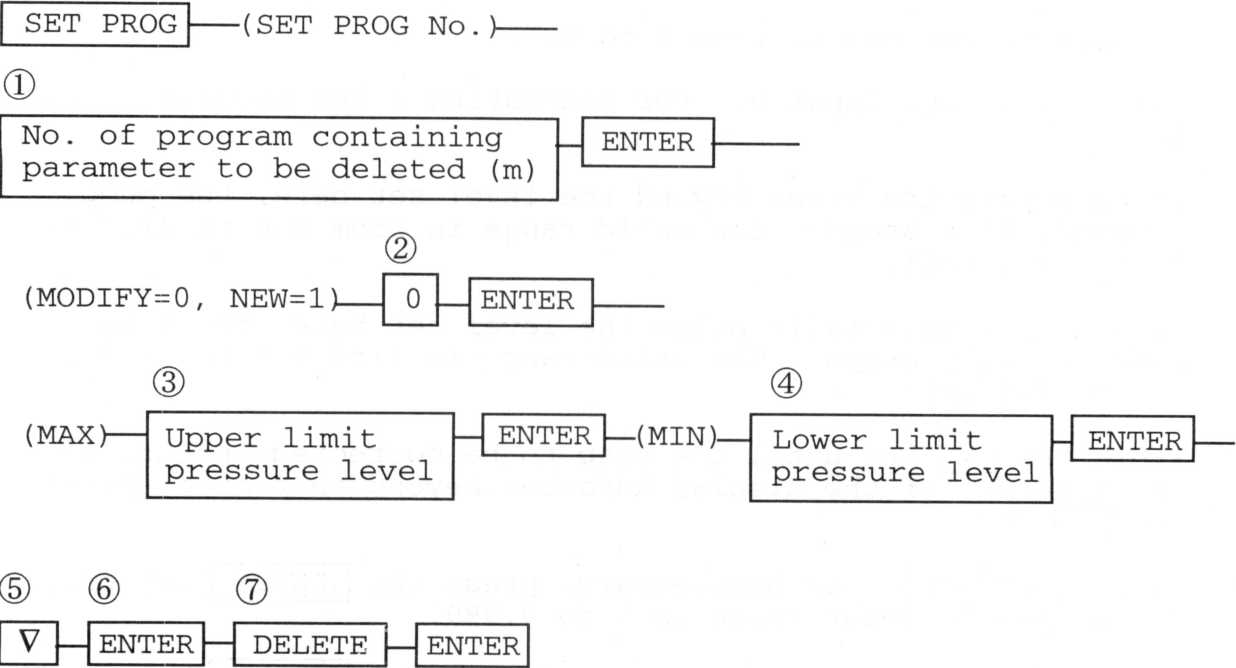 SET PROG (SET PROG No.)
①
No. of program containing
parameter to be deleted (m)
ENTER
②
(MODIFY=0, NEW=1) 0 ENTER
③ ④
(MAX) Upper limit
pressure level
ENTER (MIN) Lower limit
pressure level
ENTER
⑤ ⑥ ⑦
∇ ENTER DELETE ENTER